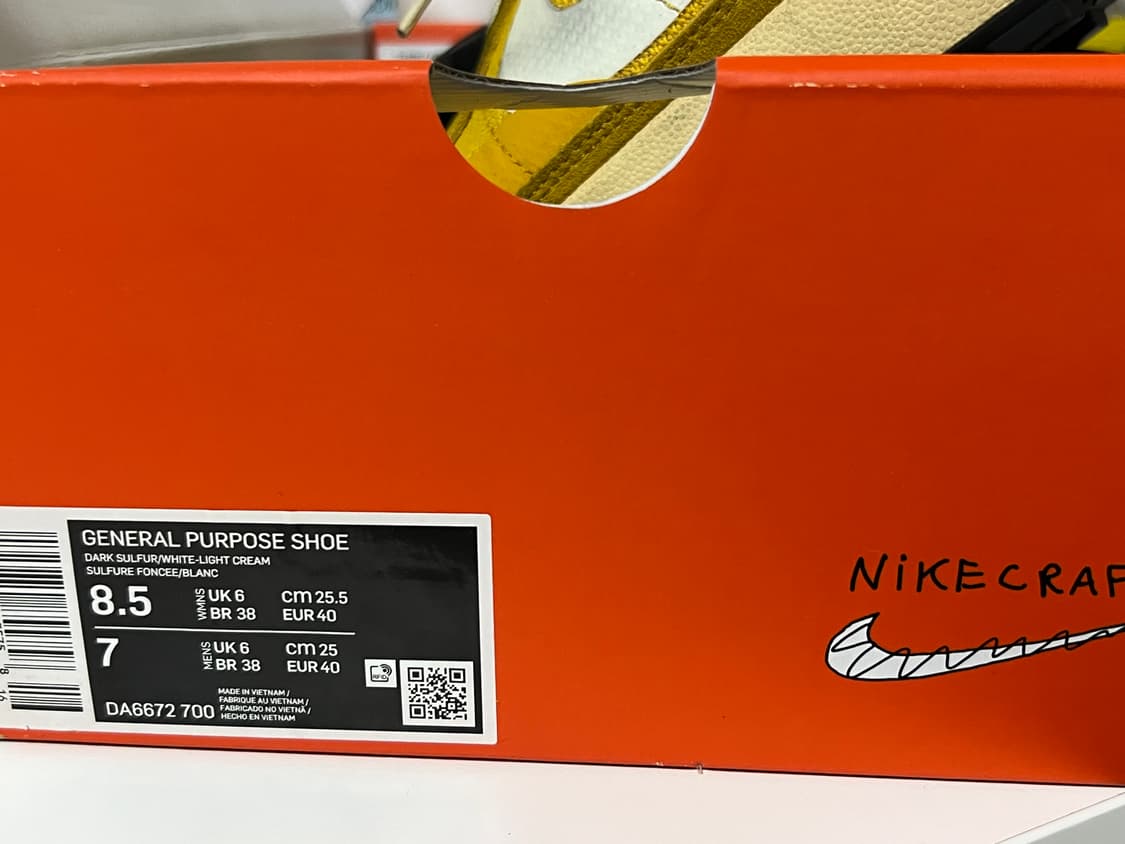 GENERAL PURPOSE SHOE
DARK SULFUR/WHITE-LIGHT CREAM
SULFURE FONCEE/BLANC
8.5 WMNS UK 6 cm 25.5
BR 38 EUR 40
7 MENS UK 6 cm 25
BR 38 EUR 40
RFID
DA6672 700
MADE IN VIETNAM /
FABRIQUE AU VIETNAM /
FABRICADO NO VIETNÃ /
HECHO EN VIETNAM
NiKECRAF